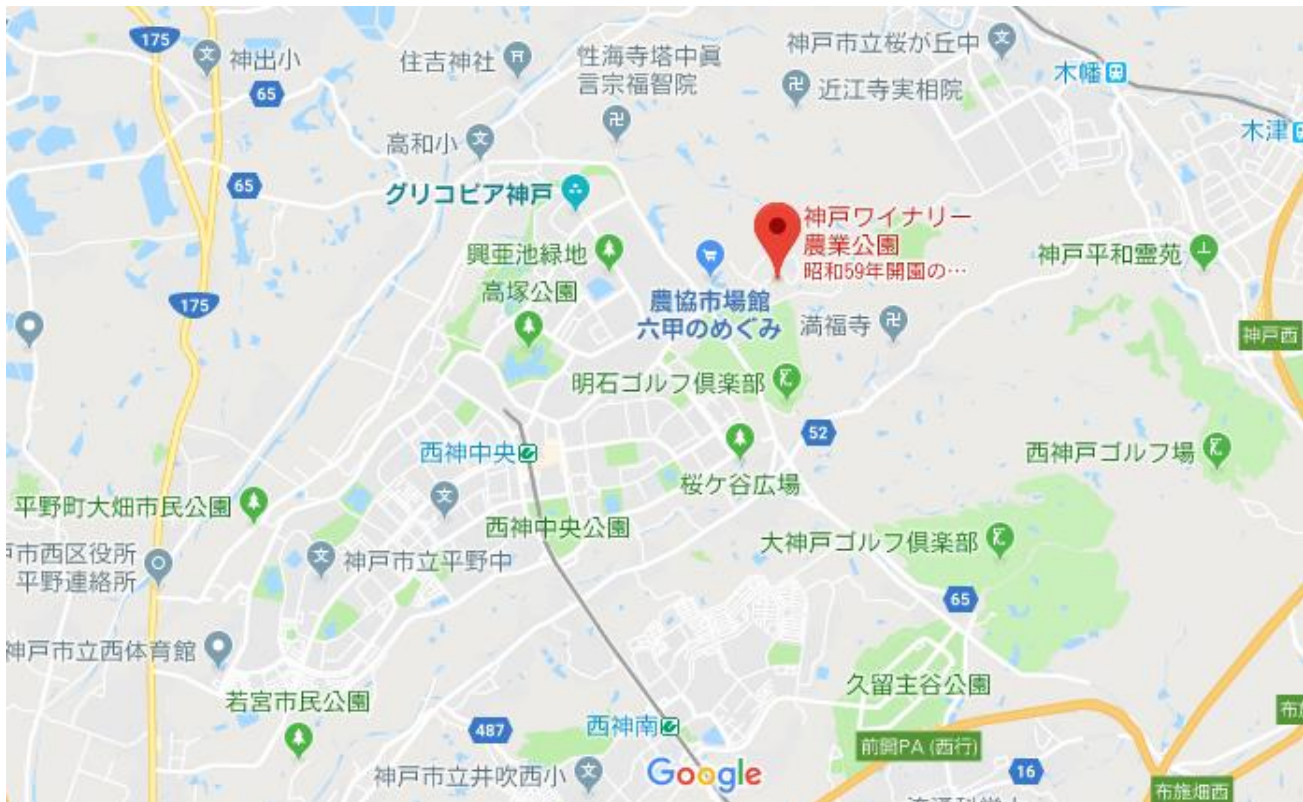 175
神出小
65
住吉神社
性海寺塔中眞
言宗福智院
神戸市立桜が丘中
近江寺実相院
木幡
木津
高和小
65
グリコピア神戸
興亜池緑地
高塚公園
農協市場館
六甲のめぐみ
神戸ワイナリー
農業公園
昭和59年開園の…
神戸平和霊苑
満福寺
神戸西
175
明石ゴルフ倶楽部
52
西神中央
桜ケ谷広場
西神戸ゴルフ場
平野町大畑市民公園
西神中央公園
大神戸ゴルフ倶楽部
戸市西区役所
平野連絡所
神戸市立平野中
65
神戸市立西体育館
久留主谷公園
若宮市民公園
487
西神南
前開PA (西行)
神戸市立井吹西小
Google
16
布施畑西